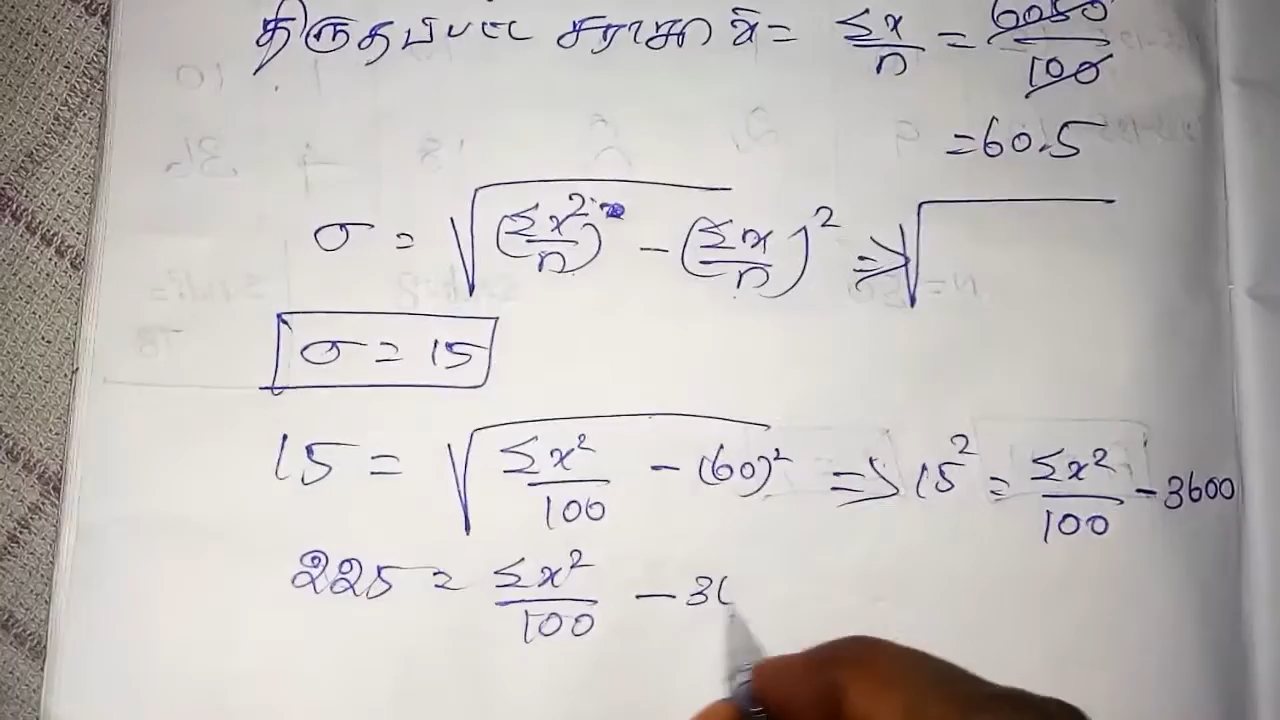 திருத்தப்பட்ட சராசரி x̄ = Σx/n = 6050/100
= 60.5
σ = √(Σx²/n) - (Σx/n)² => √
σ = 15
15 = √Σx²/100 - (60)² => 15² = Σx²/100 - 3600
225 = Σx²/100 - 36